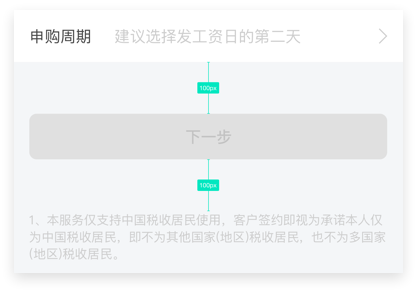 申购周期 建议选择发工资日的第二天
100px
下一步
100px
1、本服务仅支持中国税收居民使用，客户签约即视为承诺本人仅
为中国税收居民，即不为其他国家(地区)税收居民，也不为多国家
(地区)税收居民。